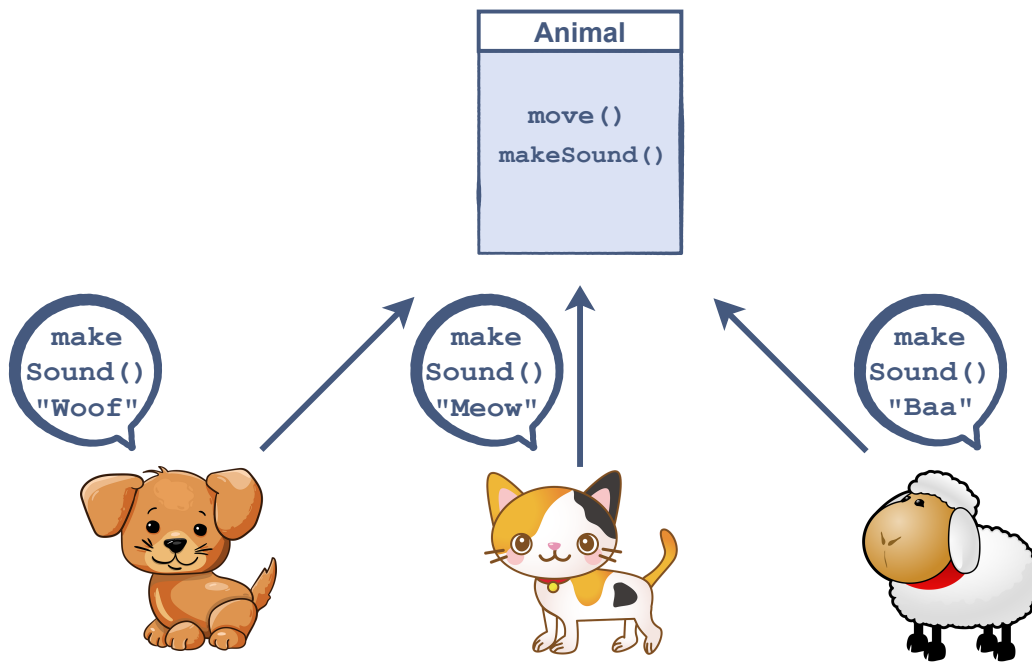 Animal
move()
makeSound()
make
Sound()
"Woof"
make
Sound()
"Meow"
make
Sound()
"Baa"